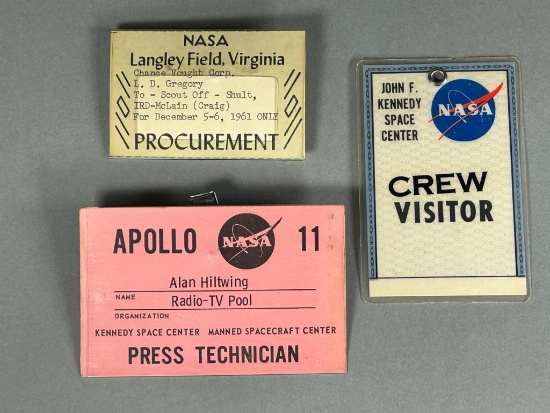 NASA
Langley Field, Virginia
Chance Vought Corp.
L. D. Gregory
To - Scout Off - Shult,
IRD-McLain (Craig)
For December 5-6, 1961 ONLY
PROCUREMENT
JOHN F.
KENNEDY
SPACE
CENTER
NASA
CREW
VISITOR
APOLLO NASA 11
Alan Hiltwing
NAME Radio-TV Pool
ORGANIZATION
KENNEDY SPACE CENTER MANNED SPACECRAFT CENTER
PRESS TECHNICIAN